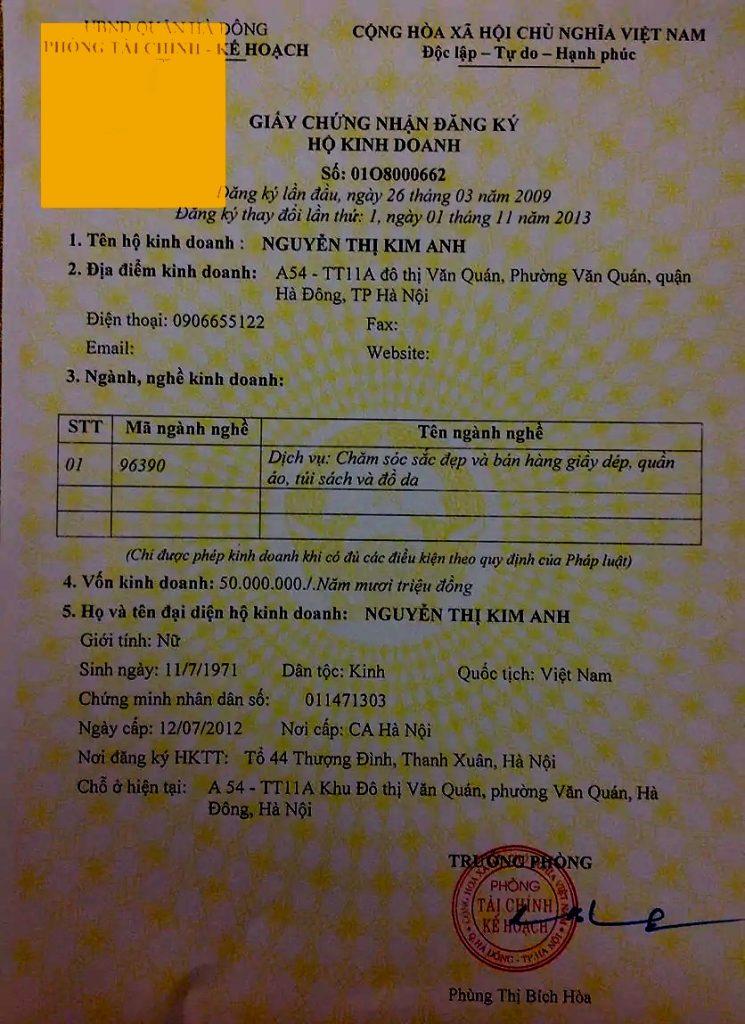 UBND QUẬN HÀ ĐÔNG
PHÒNG TÀI CHÍNH - KẾ HOẠCH
CỘNG HÒA XÃ HỘI CHỦ NGHĨA VIỆT NAM
Độc lập – Tự do – Hạnh phúc
GIẤY CHỨNG NHẬN ĐĂNG KÝ
HỘ KINH DOANH
Số: 01O8000662
Đăng ký lần đầu, ngày 26 tháng 03 năm 2009
Đăng ký thay đổi lần thứ: 1, ngày 01 tháng 11 năm 2013
1. Tên hộ kinh doanh : NGUYỄN THỊ KIM ANH
2. Địa điểm kinh doanh: A54 - TT11A đô thị Văn Quán, Phường Văn Quán, quận
Hà Đông, TP Hà Nội
Điện thoại: 0906655122 Fax:
Email: Website:
3. Ngành, nghề kinh doanh:
STT Mã ngành nghề Tên ngành nghề
01 96390 Dịch vụ: Chăm sóc sắc đẹp và bán hàng giầy dép, quần
áo, túi sách và đồ da
(Chỉ được phép kinh doanh khi có đủ các điều kiện theo quy định của Pháp luật)
4. Vốn kinh doanh: 50.000.000./.Năm mươi triệu đồng
5. Họ và tên đại diện hộ kinh doanh: NGUYỄN THỊ KIM ANH
Giới tính: Nữ
Sinh ngày: 11/7/1971 Dân tộc: Kinh Quốc tịch: Việt Nam
Chứng minh nhân dân số: 011471303
Ngày cấp: 12/07/2012 Nơi cấp: CA Hà Nội
Nơi đăng ký HKTT: Tổ 44 Thượng Đình, Thanh Xuân, Hà Nội
Chỗ ở hiện tại: A 54 - TT11A Khu Đô thị Văn Quán, phường Văn Quán, Hà
Đông, Hà Nội
TRƯỞNG PHÒNG
PHÒNG
TÀI CHÍNH
KẾ HOẠCH
Q.HÀ ĐÔNG - TP.HÀ NỘI
Phùng Thị Bích Hòa